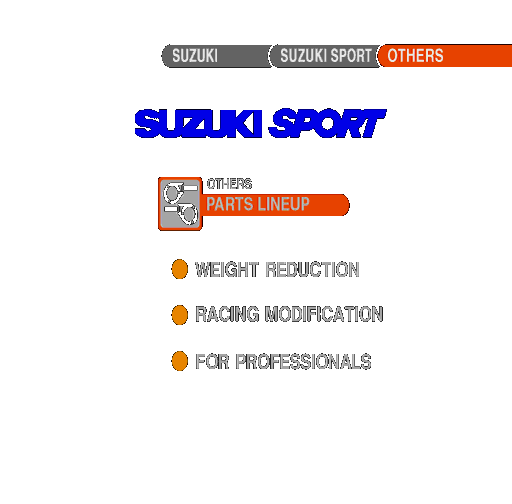 SUZUKI SUZUKI SPORT OTHERS
SUZUKI SPORT
OTHERS
PARTS LINEUP
WEIGHT REDUCTION
RACING MODIFICATION
FOR PROFESSIONALS